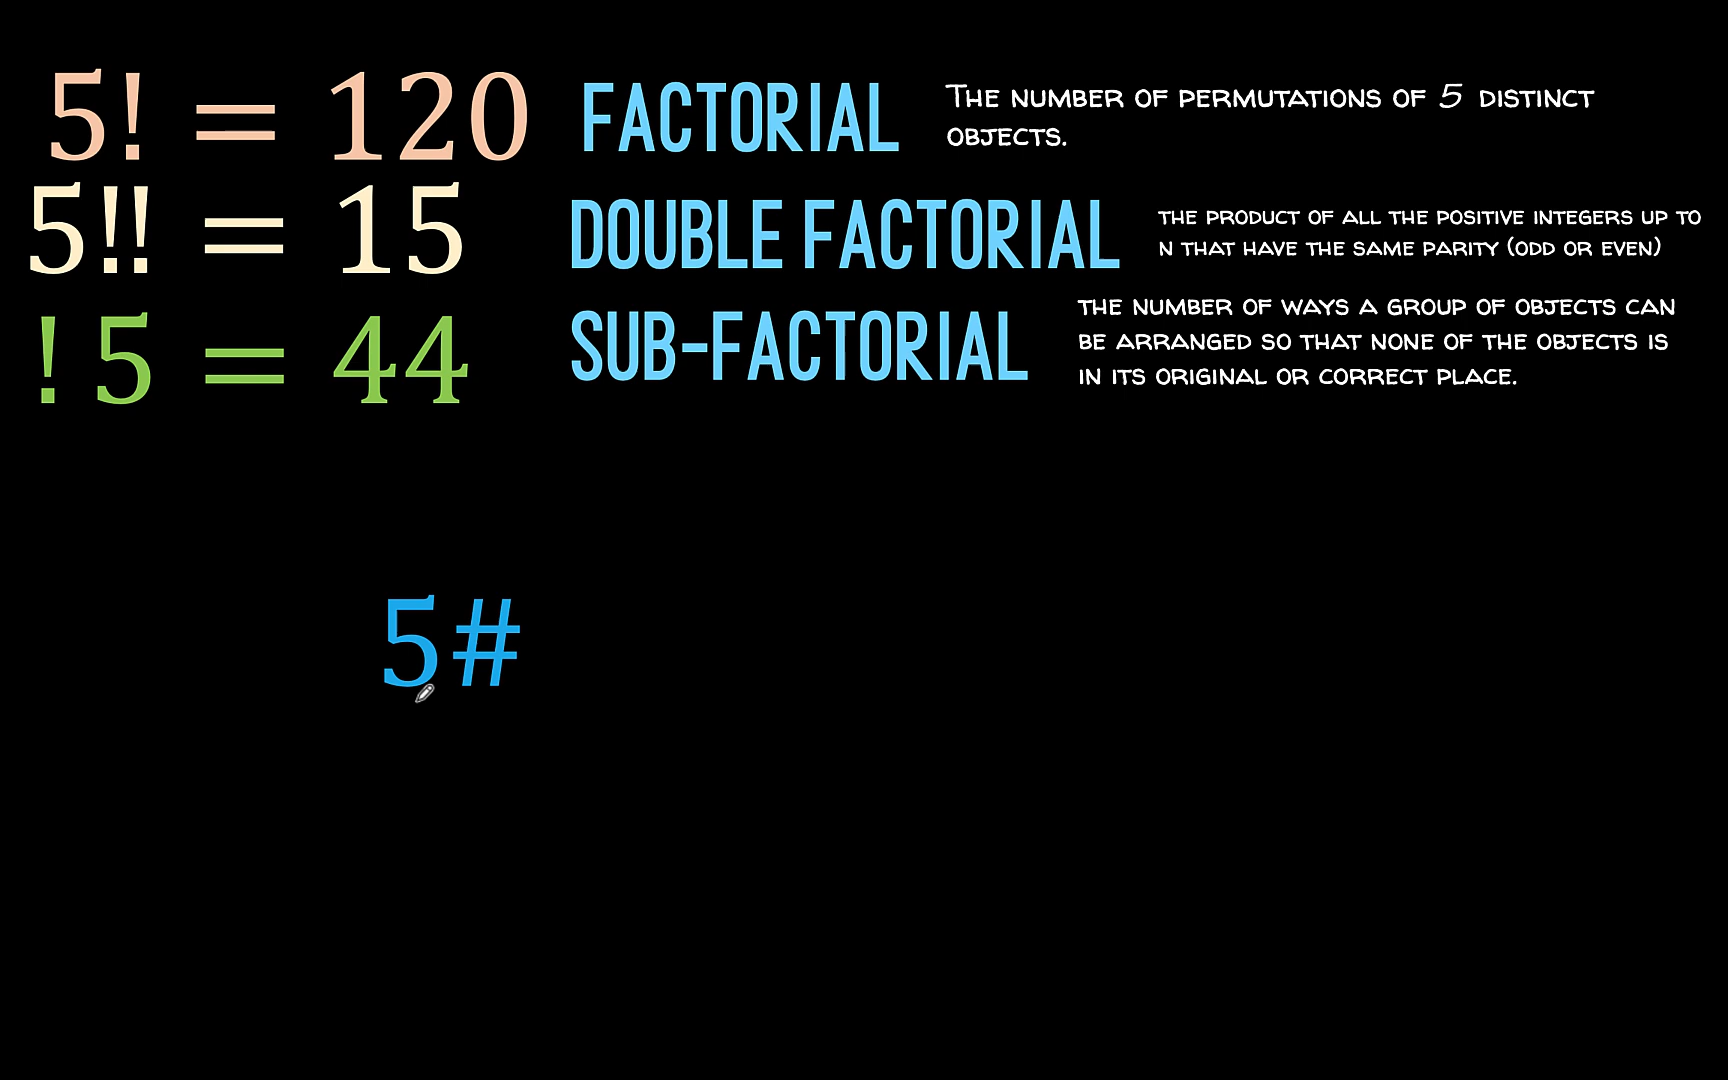 5! = 120 FACTORIAL THE NUMBER OF PERMUTATIONS OF 5 DISTINCT
OBJECTS.
5!! = 15 DOUBLE FACTORIAL THE PRODUCT OF ALL THE POSITIVE INTEGERS UP TO
N THAT HAVE THE SAME PARITY (ODD OR EVEN)
!5 = 44 SUB-FACTORIAL THE NUMBER OF WAYS A GROUP OF OBJECTS CAN
BE ARRANGED SO THAT NONE OF THE OBJECTS IS
IN ITS ORIGINAL OR CORRECT PLACE.
5#